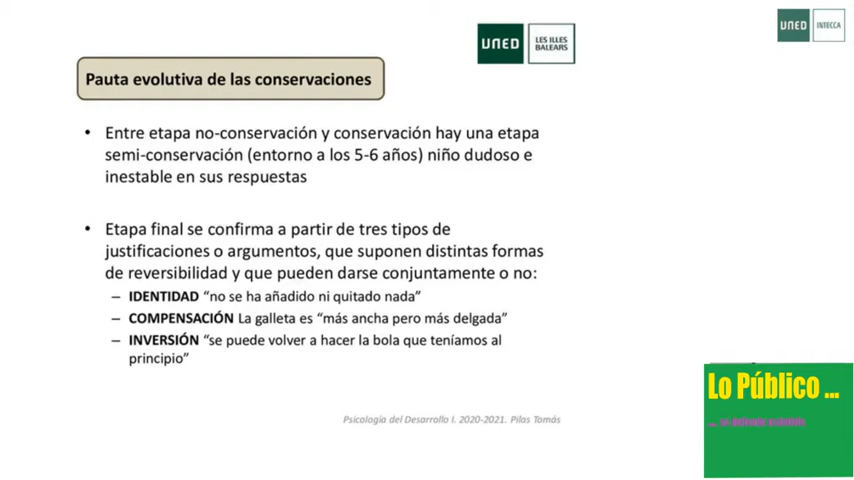 UNED
LES ILLES
BALEARS
UNED
INTECCA
Pauta evolutiva de las conservaciones
• Entre etapa no-conservación y conservación hay una etapa
semi-conservación (entorno a los 5-6 años) niño dudoso e
inestable en sus respuestas
• Etapa final se confirma a partir de tres tipos de
justificaciones o argumentos, que suponen distintas formas
de reversibilidad y que pueden darse conjuntamente o no:
– IDENTIDAD “no se ha añadido ni quitado nada”
– COMPENSACIÓN La galleta es “más ancha pero más delgada”
– INVERSIÓN “se puede volver a hacer la bola que teníamos al
principio”
Psicología del Desarrollo I. 2020-2021. Pilas Tomás
Lo Público ...
... se defiende